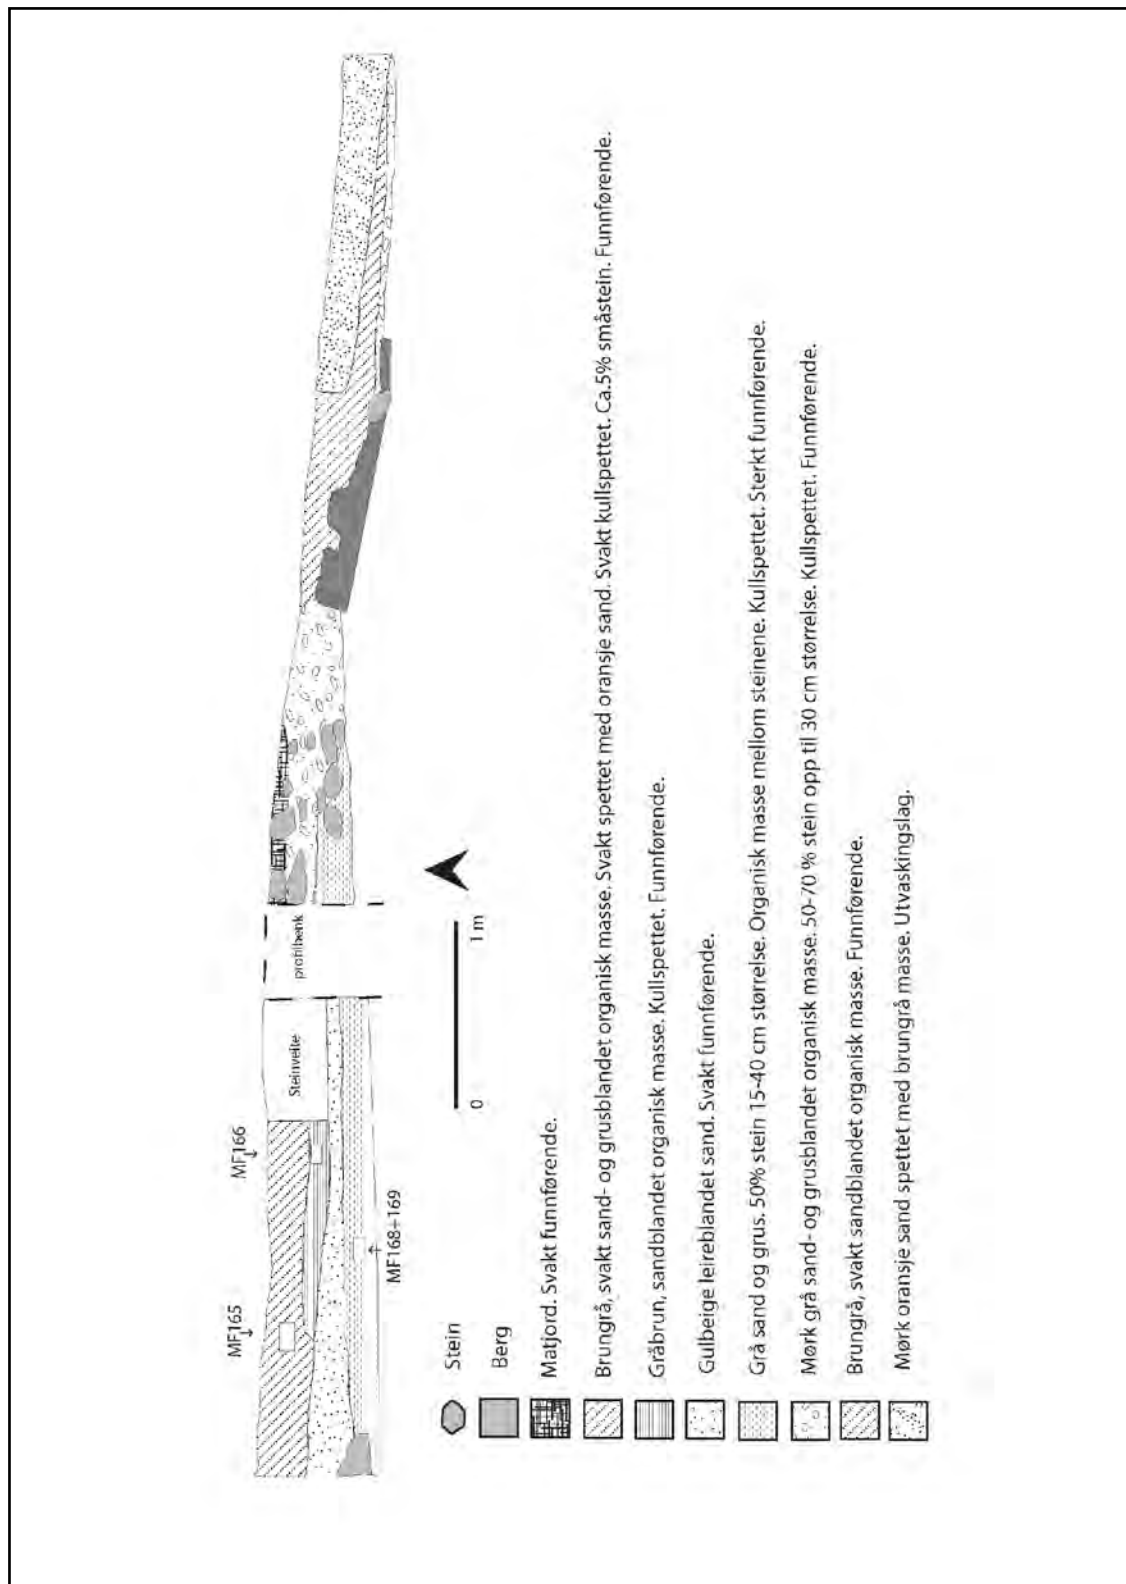 MF165
MF166
Steinveite
profilbenk
MF168+169
0
1 m
Stein
Berg
Matjord. Svakt funnførende.
Brungrå, svakt sand- og grusblandet organisk masse. Svakt spettet med oransje sand. Svakt kullspettet. Ca.5% småstein. Funnførende.
Gråbrun, sandblandet organisk masse. Kullspettet. Funnførende.
Gulbeige leireblandet sand. Svakt funnførende.
Grå sand og grus. 50% stein 15-40 cm størrelse. Organisk masse mellom steinene. Kullspettet. Sterkt funnførende.
Mørk grå sand- og grusblandet organisk masse. 50-70 % stein opp til 30 cm størrelse. Kullspettet. Funnførende.
Brungrå, svakt sandblandet organisk masse. Funnførende.
Mørk oransje sand spettet med brungrå masse. Utvaskingslag.